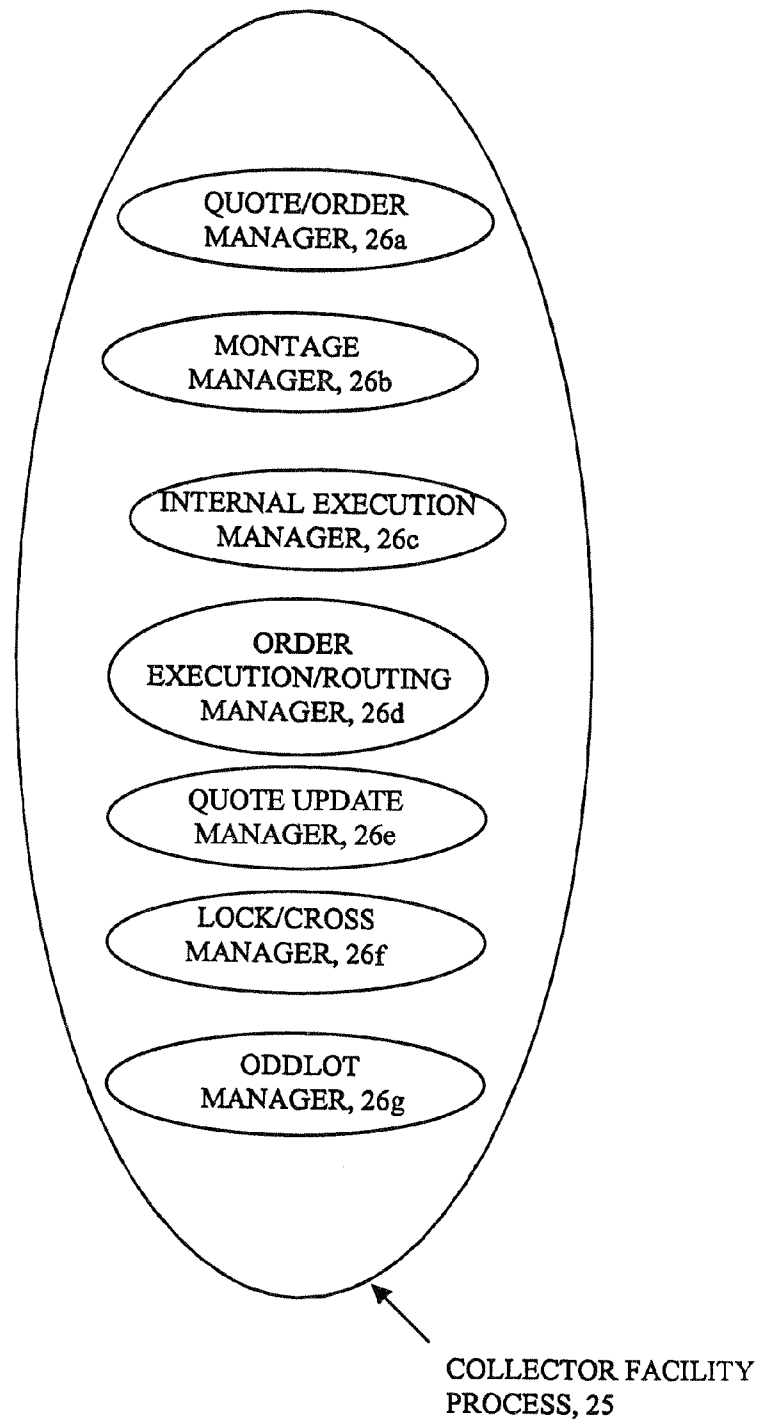 QUOTE/ORDER
MANAGER, 26a
MONTAGE
MANAGER, 26b
INTERNAL EXECUTION
MANAGER, 26c
ORDER
EXECUTION/ROUTING
MANAGER, 26d
QUOTE UPDATE
MANAGER, 26e
LOCK/CROSS
MANAGER, 26f
ODDLOT
MANAGER, 26g
COLLECTOR FACILITY
PROCESS, 25